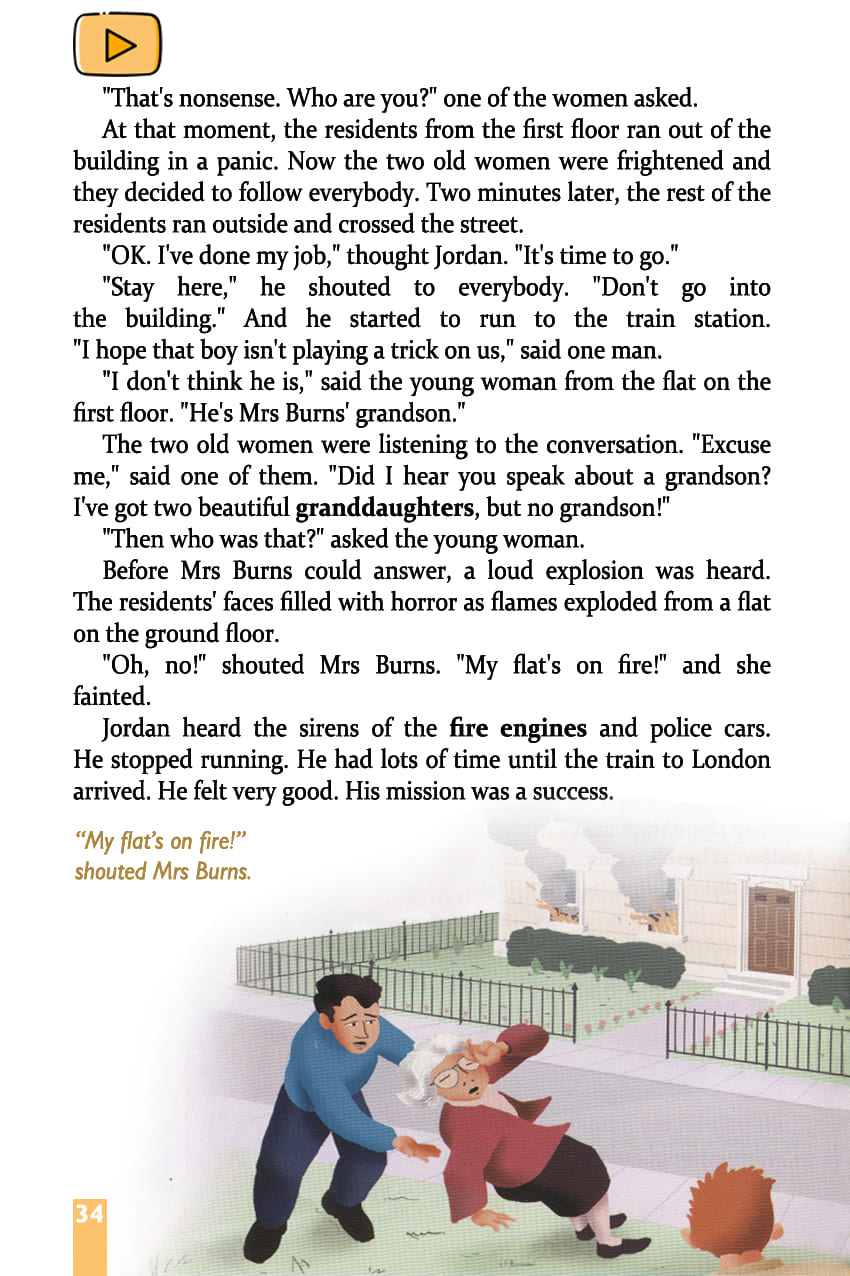 "That's nonsense. Who are you?" one of the women asked.
At that moment, the residents from the first floor ran out of the
building in a panic. Now the two old women were frightened and
they decided to follow everybody. Two minutes later, the rest of the
residents ran outside and crossed the street.
"OK. I've done my job," thought Jordan. "It's time to go."
"Stay here," he shouted to everybody. "Don't go into
the building." And he started to run to the train station.
"I hope that boy isn't playing a trick on us," said one man.
"I don't think he is," said the young woman from the flat on the
first floor. "He's Mrs Burns' grandson."
The two old women were listening to the conversation. "Excuse
me," said one of them. "Did I hear you speak about a grandson?
I've got two beautiful granddaughters, but no grandson!"
"Then who was that?" asked the young woman.
Before Mrs Burns could answer, a loud explosion was heard.
The residents' faces filled with horror as flames exploded from a flat
on the ground floor.
"Oh, no!" shouted Mrs Burns. "My flat's on fire!" and she
fainted.
Jordan heard the sirens of the fire engines and police cars.
He stopped running. He had lots of time until the train to London
arrived. He felt very good. His mission was a success.
“My flat’s on fire!”
shouted Mrs Burns.
34